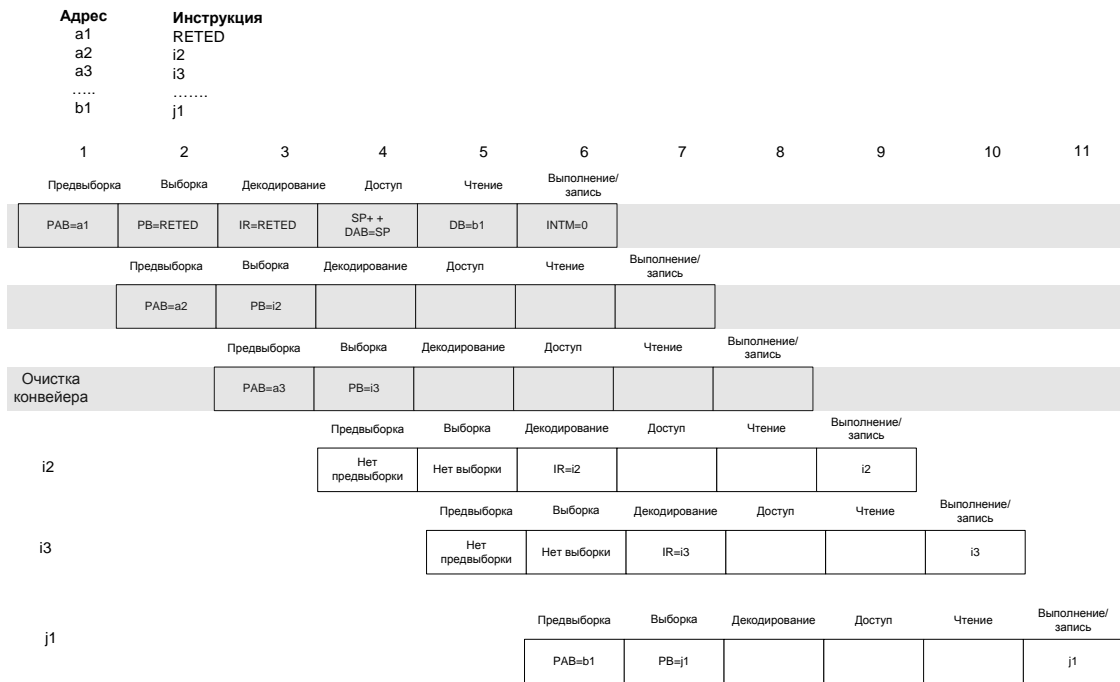 Адрес Инструкция
a1 RETED
a2 i2
a3 i3
..... .......
b1 j1
1 2 3 4 5 6 7 8 9 10 11
Предвыборка Выборка Декодирование Доступ Чтение Выполнение/
запись
PAB=a1 PB=RETED IR=RETED SP+ +
DAB=SP DB=b1 INTM=0
Предвыборка Выборка Декодирование Доступ Чтение Выполнение/
запись
PAB=a2 PB=i2
Предвыборка Выборка Декодирование Доступ Чтение Выполнение/
запись
Очистка
конвейера
PAB=a3 PB=i3
Предвыборка Выборка Декодирование Доступ Чтение Выполнение/
запись
i2 Нет
предвыборки Нет выборки IR=i2 i2
Предвыборка Выборка Декодирование Доступ Чтение Выполнение/
запись
i3 Нет
предвыборки Нет выборки IR=i3 i3
Предвыборка Выборка Декодирование Доступ Чтение Выполнение/
запись
j1 PAB=b1 PB=j1 j1